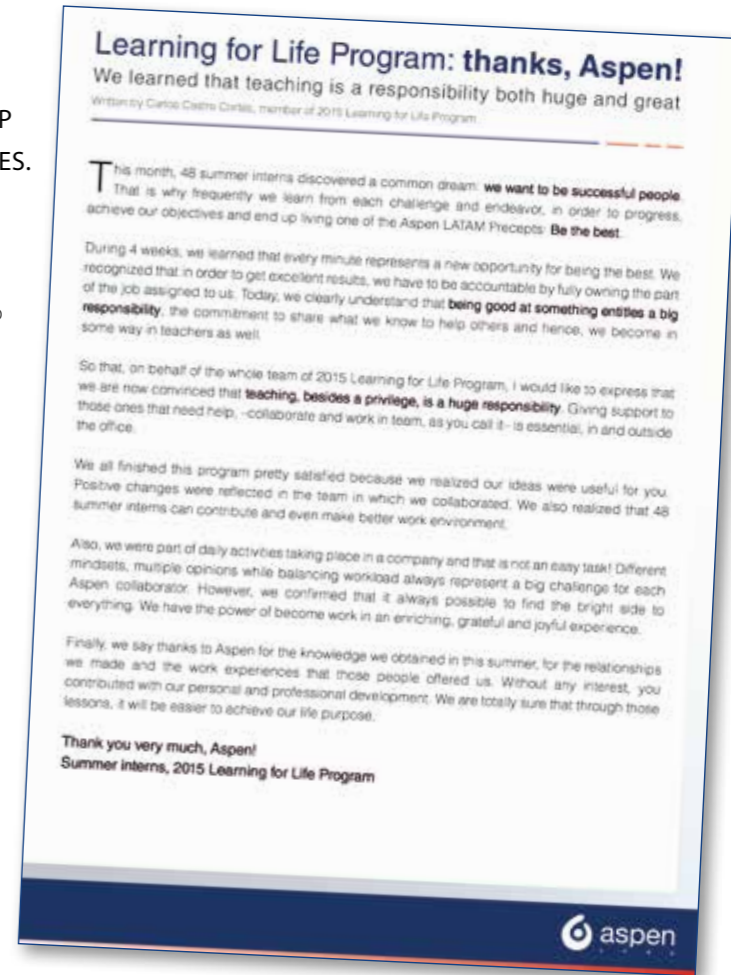 P
ES.
Learning for Life Program: thanks, Aspen!
We learned that teaching is a responsibility both huge and great
Written by Carlos Castro Cortés, member of 2015 Learning for Life Program
This month, 48 summer interns discovered a common dream: we want to be successful people.
That is why frequently we learn from each challenge and endeavor, in order to progress,
achieve our objectives and end up living one of the Aspen LATAM Precepts: Be the best.
During 4 weeks, we learned that every minute represents a new opportunity for being the best. We
recognized that in order to get excellent results, we have to be accountable by fully owning the part
of the job assigned to us. Today, we clearly understand that being good at something entitles a big
responsibility, the commitment to share what we know to help others and hence, we become in
some way in teachers as well.
So that, on behalf of the whole team of 2015 Learning for Life Program, I would like to express that
we are now convinced that teaching, besides a privilege, is a huge responsibility. Giving support to
those ones that need help, -collaborate and work in team, as you call it- is essential, in and outside
the office.
We all finished this program pretty satisfied because we realized our ideas were useful for you.
Positive changes were reflected in the team in which we collaborated. We also realized that 48
summer interns can contribute and even make better work environment.
Also, we were part of daily activities taking place in a company and that is not an easy task! Different
mindsets, multiple opinions while balancing workload always represent a big challenge for each
Aspen collaborator. However, we confirmed that it always possible to find the bright side to
everything. We have the power of become work in an enriching, grateful and joyful experience.
Finally, we say thanks to Aspen for the knowledge we obtained in this summer, for the relationships
we made and the work experiences that those people offered us. Without any interest, you
contributed with our personal and professional development. We are totally sure that through those
lessons, it will be easier to achieve our life purpose.
Thank you very much, Aspen!
Summer interns, 2015 Learning for Life Program
aspen